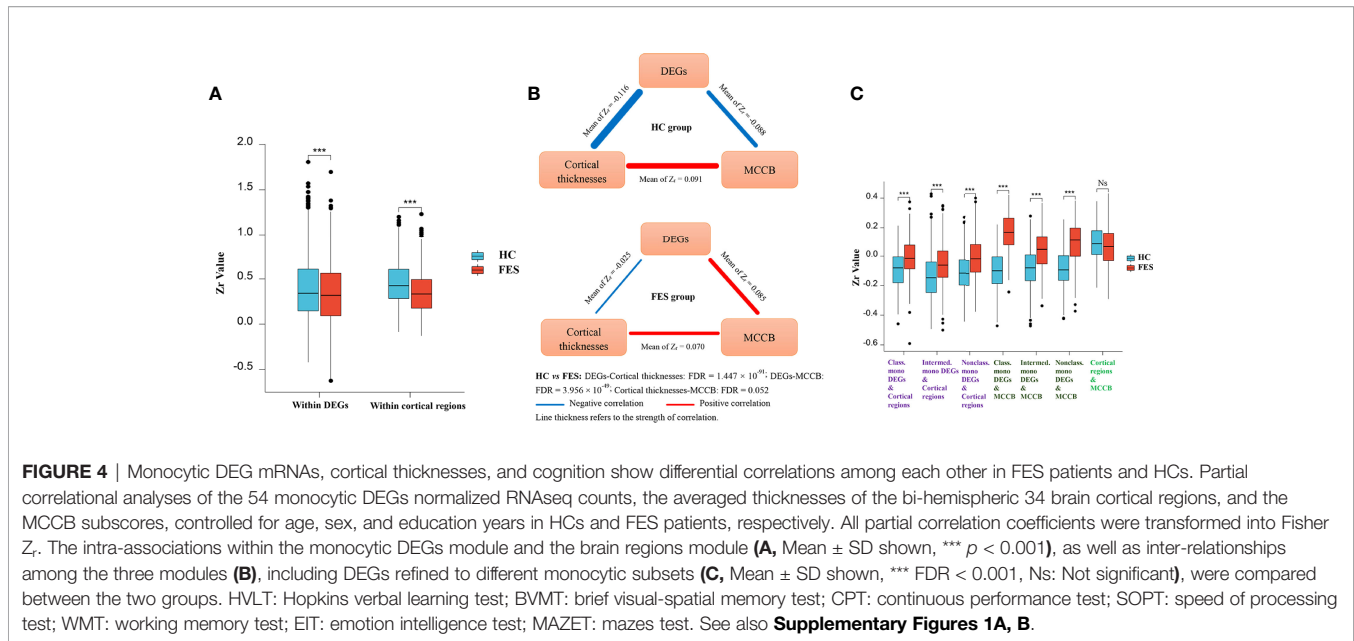 A
2.0
1.5
1.0
0.5
0.0
-0.5
Zr Value
***
***
HC
FES
Within DEGs
Within cortical regions
B
DEGs
Mean of Zr = -0.116
Mean of Zr = -0.088
HC group
Cortical thicknesses
MCCB
Mean of Zr = 0.091
DEGs
Mean of Zr = -0.025
Mean of Zr = 0.085
FES group
Cortical thicknesses
MCCB
Mean of Zr = 0.070
HC vs FES: DEGs-Cortical thicknesses: FDR = 1.447 × 10^-91; DEGs-MCCB:
FDR = 3.956 × 10^-49; Cortical thicknesses-MCCB: FDR = 0.052
Negative correlation
Positive correlation
Line thickness refers to the strength of correlation.
C
0.4
0.2
0.0
-0.2
-0.4
-0.6
Zr Value
***
***
***
***
***
***
Ns
HC
FES
Class. mono DEGs & Cortical regions
Intermed. mono DEGs & Cortical regions
Nonclass. mono DEGs & Cortical regions
Class. mono DEGs & MCCB
Intermed. mono DEGs & MCCB
Nonclass. mono DEGs & MCCB
Cortical regions & MCCB
FIGURE 4 | Monocytic DEG mRNAs, cortical thicknesses, and cognition show differential correlations among each other in FES patients and HCs. Partial
correlational analyses of the 54 monocytic DEGs normalized RNAseq counts, the averaged thicknesses of the bi-hemispheric 34 brain cortical regions, and the
MCCB subscores, controlled for age, sex, and education years in HCs and FES patients, respectively. All partial correlation coefficients were transformed into Fisher
Zr. The intra-associations within the monocytic DEGs module and the brain regions module (A, Mean ± SD shown, *** p < 0.001), as well as inter-relationships
among the three modules (B), including DEGs refined to different monocytic subsets (C, Mean ± SD shown, *** FDR < 0.001, Ns: Not significant), were compared
between the two groups. HVLT: Hopkins verbal learning test; BVMT: brief visual-spatial memory test; CPT: continuous performance test; SOPT: speed of processing
test; WMT: working memory test; EIT: emotion intelligence test; MAZET: mazes test. See also Supplementary Figures 1A, B.